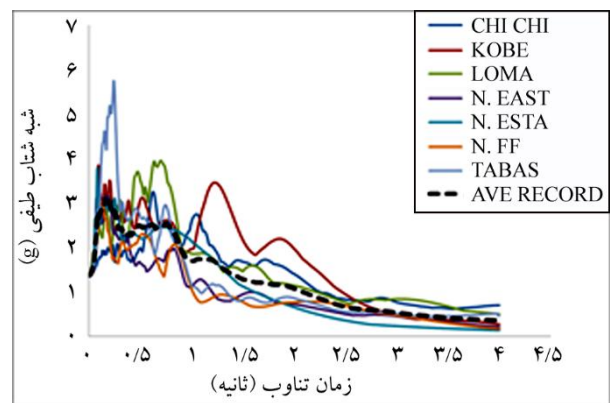 ۷
۶
۵
۴
۳
۲
۱
۰
شبه شتاب طیفی (g)
۰ ۰/۵ ۱ ۱/۵ ۲ ۲/۵ ۳ ۳/۵ ۴ ۴/۵
زمان تناوب (ثانیه)
CHI CHI
KOBE
LOMA
N. EAST
N. ESTA
N. FF
TABAS
AVE RECORD